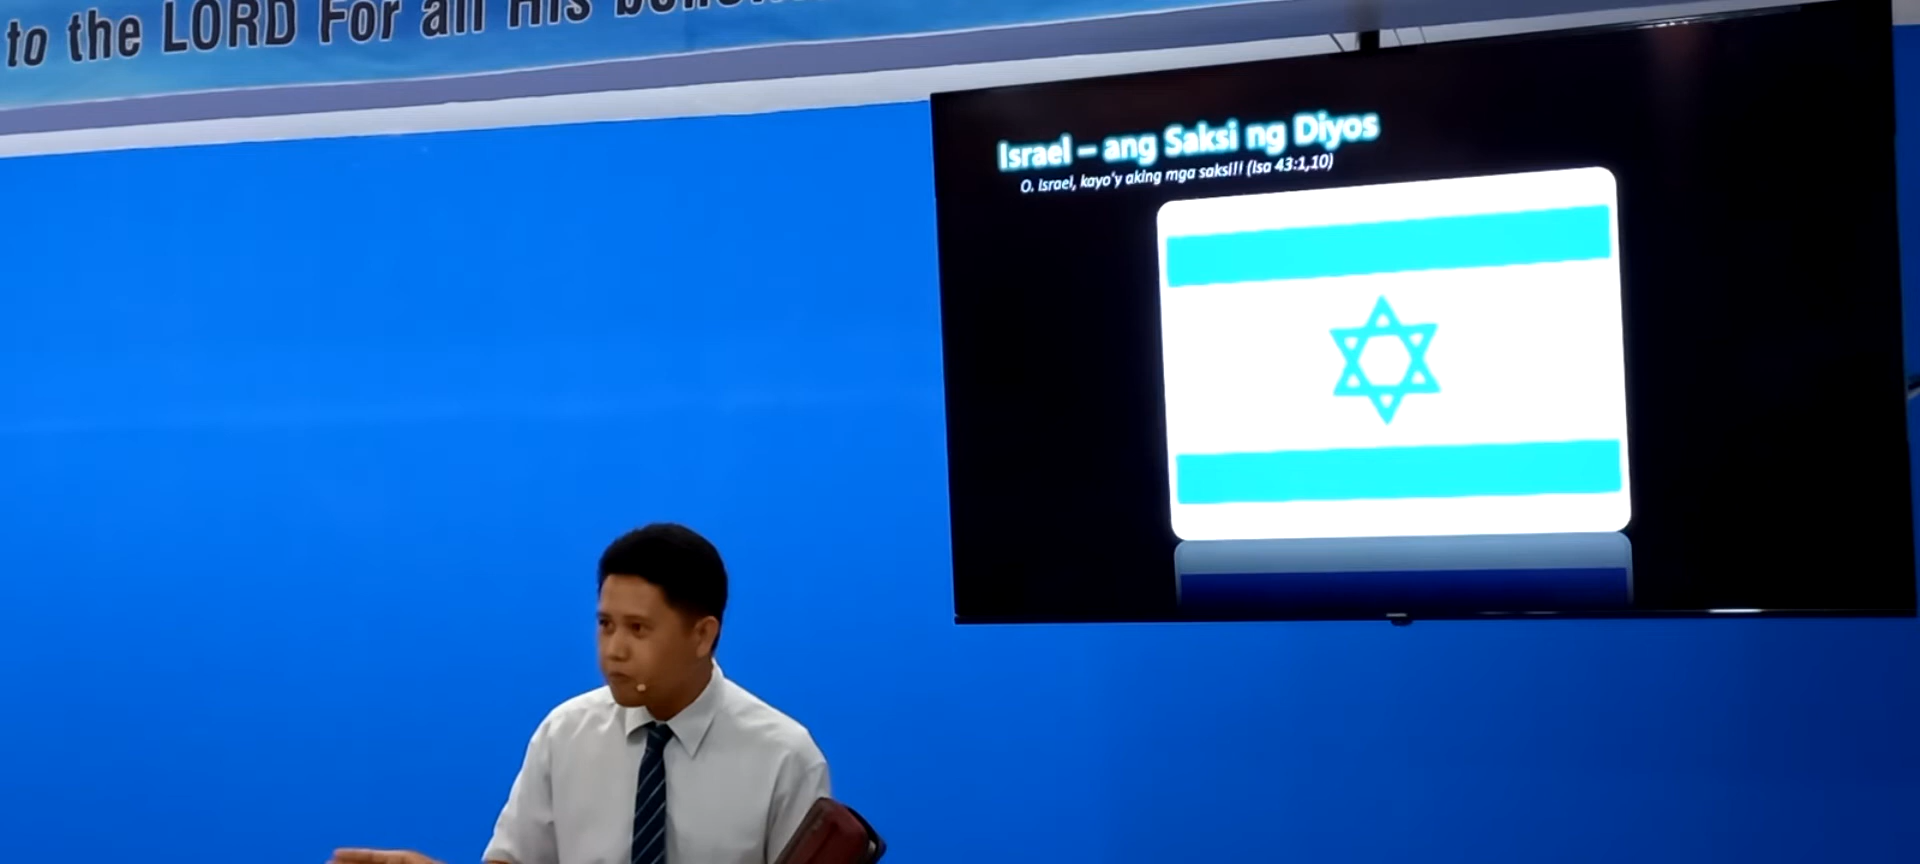 to the LORD For all His
Israel – ang Saksi ng Diyos
O, Israel, kayo'y aking mga saksi!! (Isa 43:1,10)